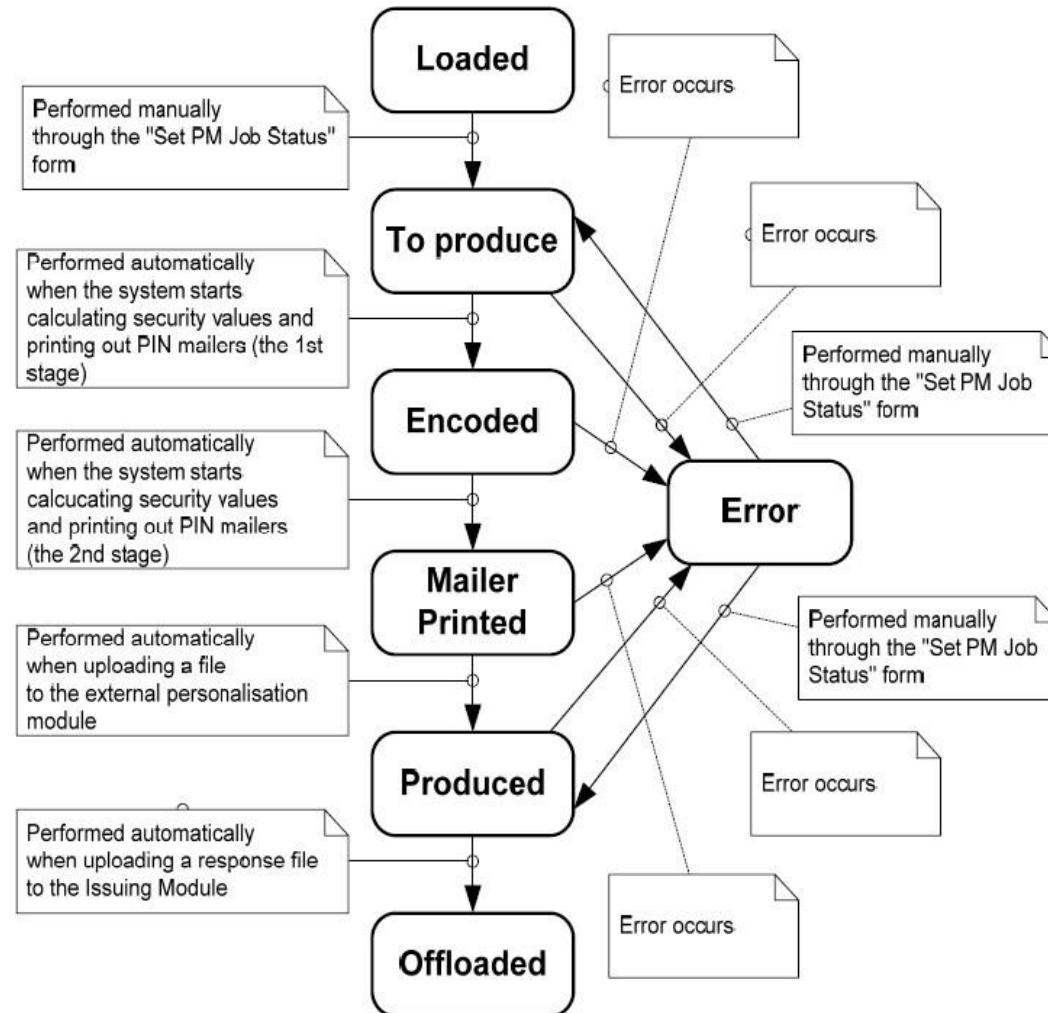 Loaded
Error occurs
Performed manually
through the "Set PM Job Status"
form
To produce
Error occurs
Performed automatically
when the system starts
calculating security values and
printing out PIN mailers (the 1st
stage)
Performed manually
through the "Set PM Job
Status" form
Encoded
Performed automatically
when the system starts
calcucating security values
and printing out PIN mailers
(the 2nd stage)
Error
Mailer
Printed
Performed manually
through the "Set PM Job
Status" form
Performed automatically
when uploading a file
to the external personalisation
module
Produced
Error occurs
Performed automatically
when uploading a response file
to the Issuing Module
Error occurs
Offloaded